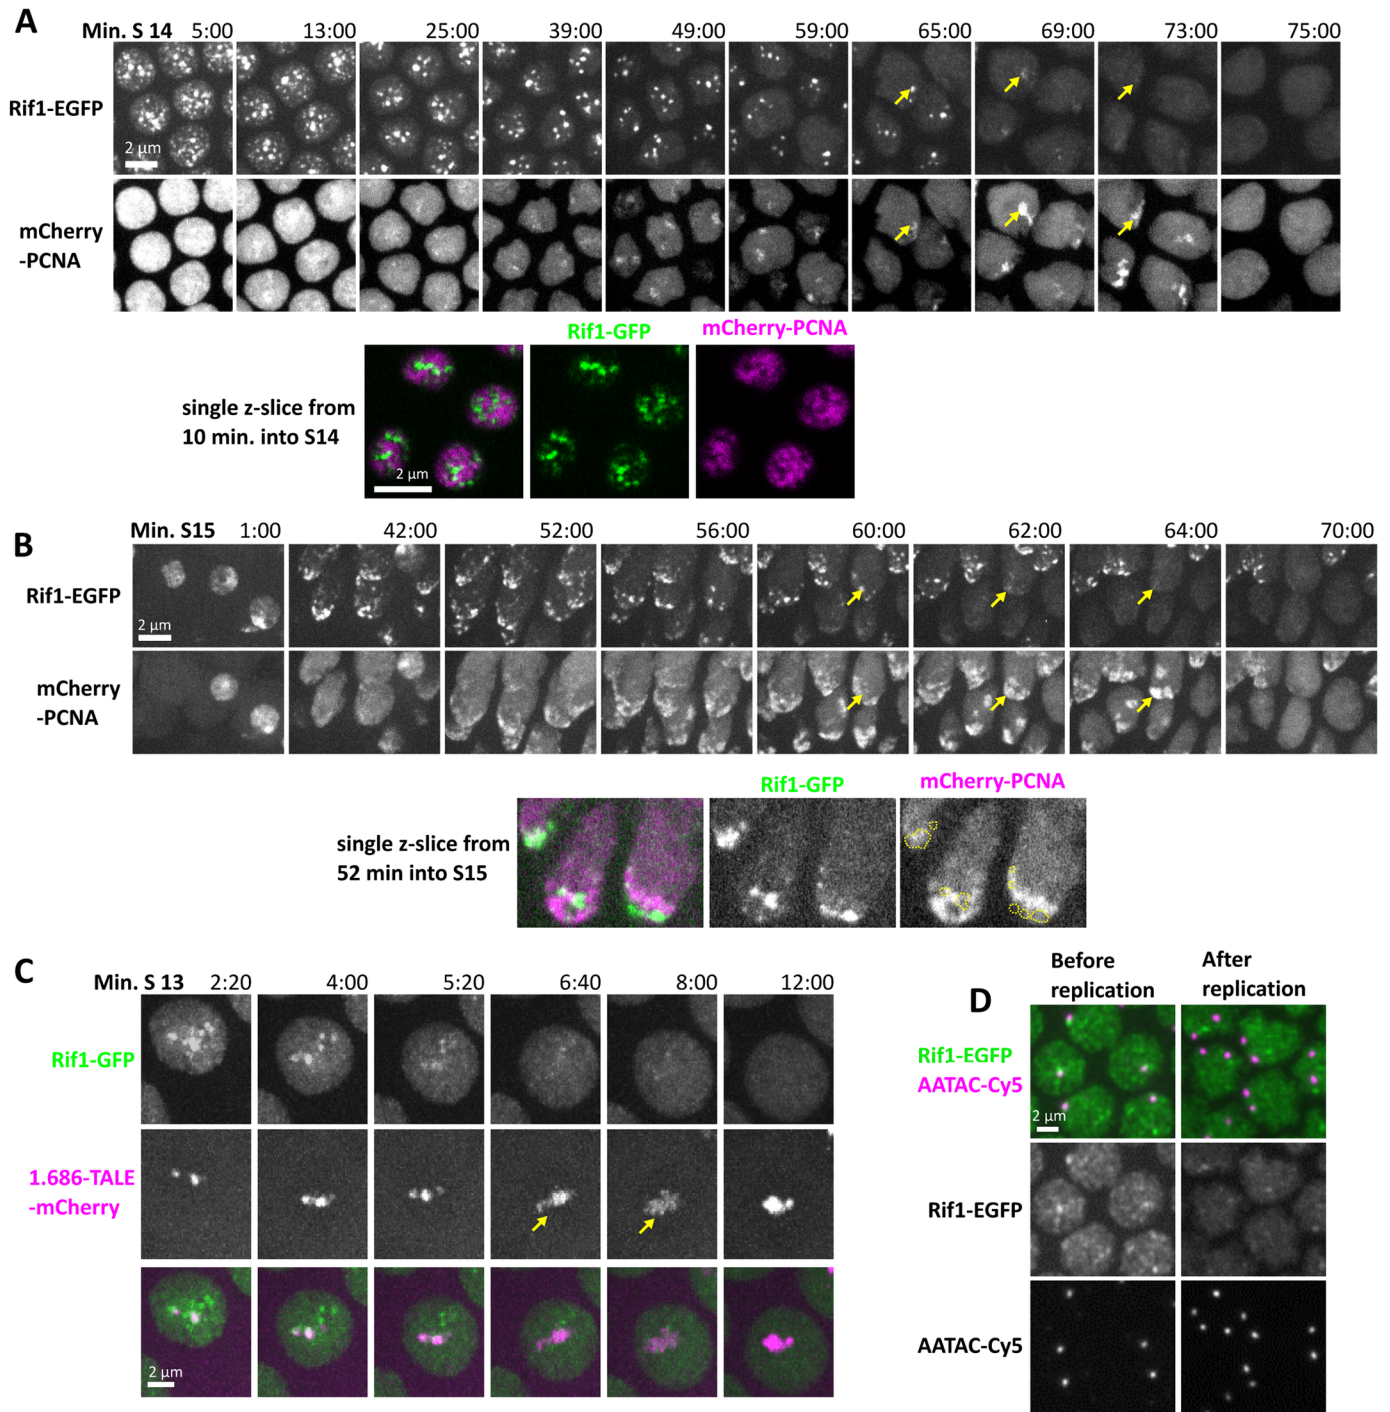 A
Min. S 14 5:00 13:00 25:00 39:00 49:00 59:00 65:00 69:00 73:00 75:00
Rif1-EGFP
2 µm
mCherry
-PCNA
Rif1-GFP mCherry-PCNA
single z-slice from
10 min. into S14
2 µm
B
Min. S15 1:00 42:00 52:00 56:00 60:00 62:00 64:00 70:00
Rif1-EGFP
2 µm
mCherry
-PCNA
Rif1-GFP mCherry-PCNA
single z-slice from
52 min into S15
C
Min. S 13 2:20 4:00 5:20 6:40 8:00 12:00
Rif1-GFP
1.686-TALE
-mCherry
2 µm
D
Before
replication
After
replication
Rif1-EGFP
AATAC-Cy5
2 µm
Rif1-EGFP
AATAC-Cy5